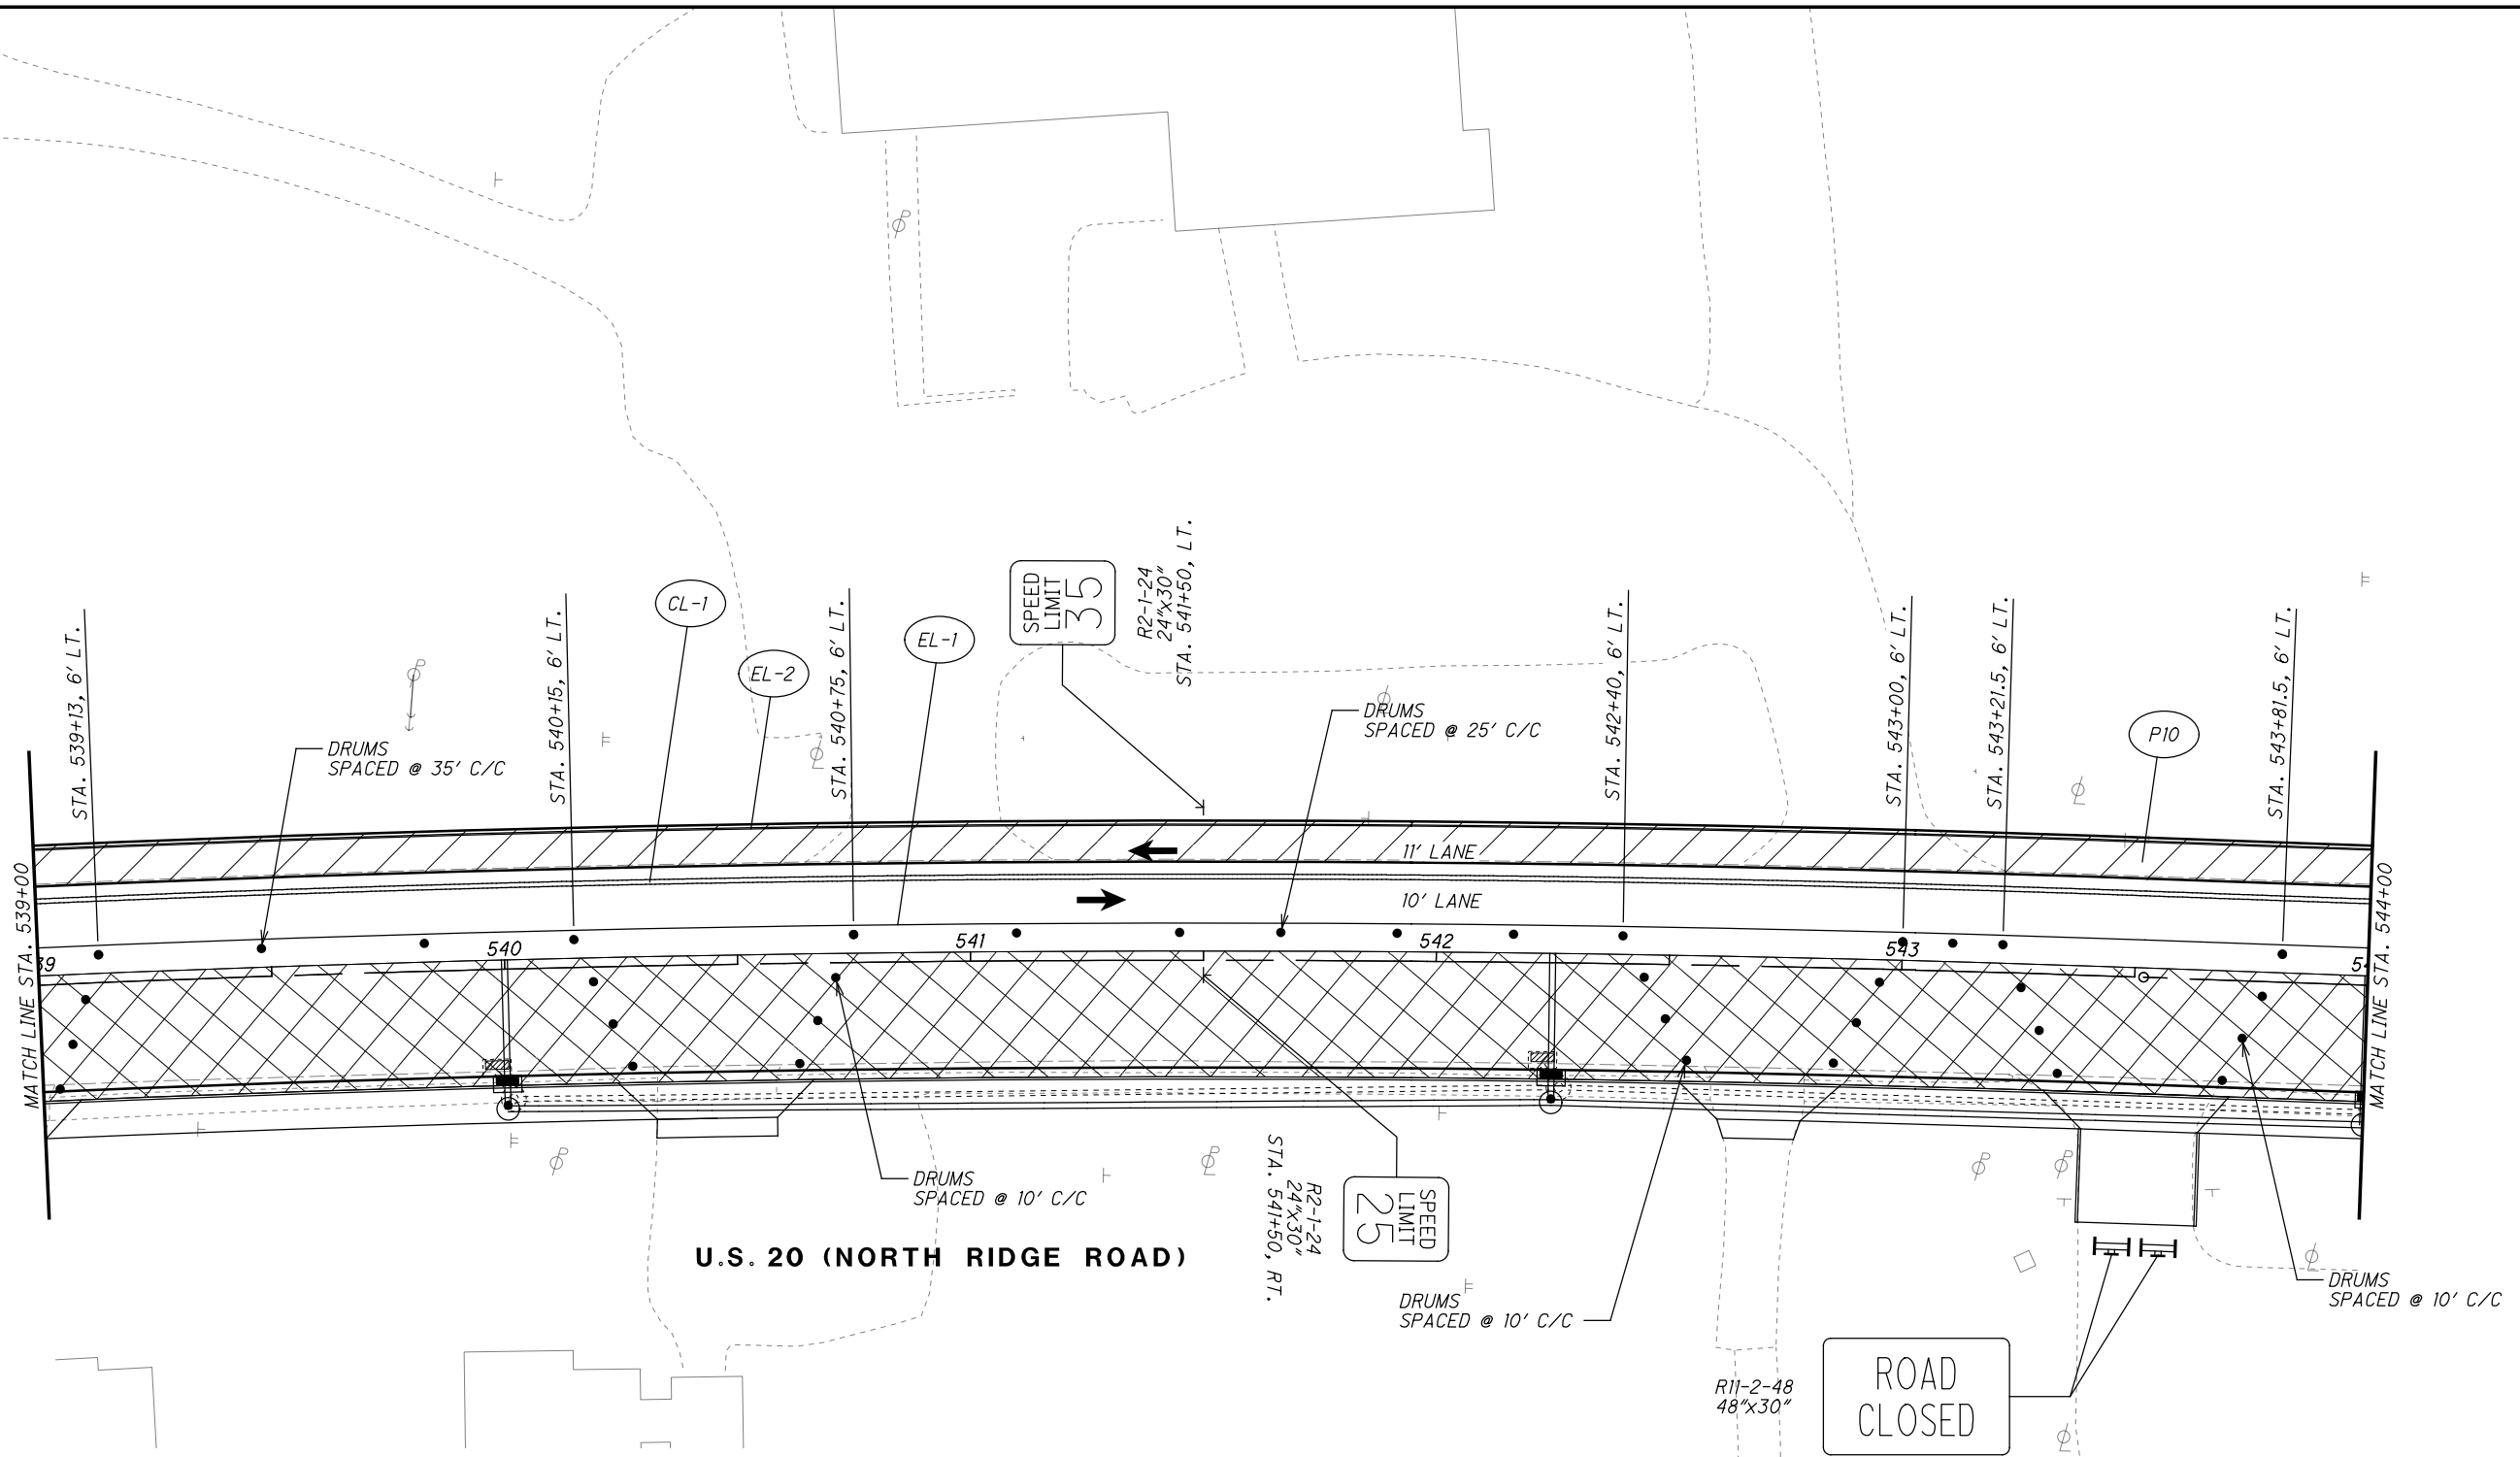 SPEED
LIMIT
35
R2-1-24
24"x30"
STA. 541+50, LT.
CL-1
EL-2
EL-1
P10
STA. 539+13, 6' LT.
STA. 540+15, 6' LT.
STA. 540+75, 6' LT.
STA. 542+40, 6' LT.
STA. 543+00, 6' LT.
STA. 543+21.5, 6' LT.
STA. 543+81.5, 6' LT.
DRUMS
SPACED @ 35' C/C
DRUMS
SPACED @ 25' C/C
11' LANE
10' LANE
MATCH LINE STA. 539+00
39
540
541
542
543
54
MATCH LINE STA. 544+00
DRUMS
SPACED @ 10' C/C
U.S. 20 (NORTH RIDGE ROAD)
SPEED
LIMIT
25
R2-1-24
24"x30"
STA. 541+50, RT.
DRUMS
SPACED @ 10' C/C
DRUMS
SPACED @ 10' C/C
R11-2-48
48"x30"
ROAD
CLOSED